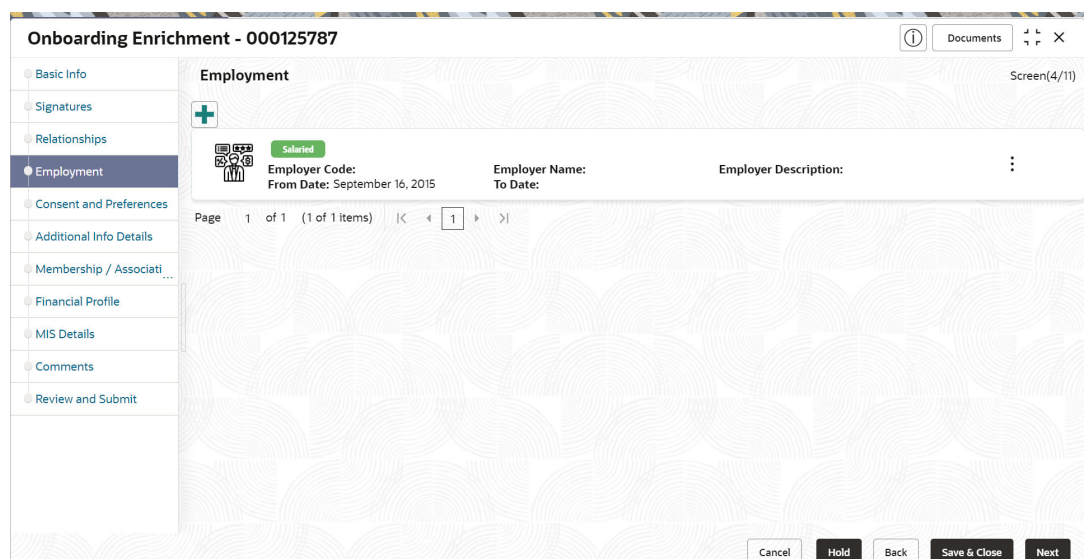 Onboarding Enrichment - 000125787
Documents
Basic Info
Signatures
Relationships
Employment
Consent and Preferences
Additional Info Details
Membership / Associati...
Financial Profile
MIS Details
Comments
Review and Submit
Employment
Screen(4/11)
Salaried
Employer Code: Employer Name: Employer Description:
From Date: September 16, 2015 To Date:
Page 1 of 1 (1 of 1 items) 1
Cancel Hold Back Save & Close Next